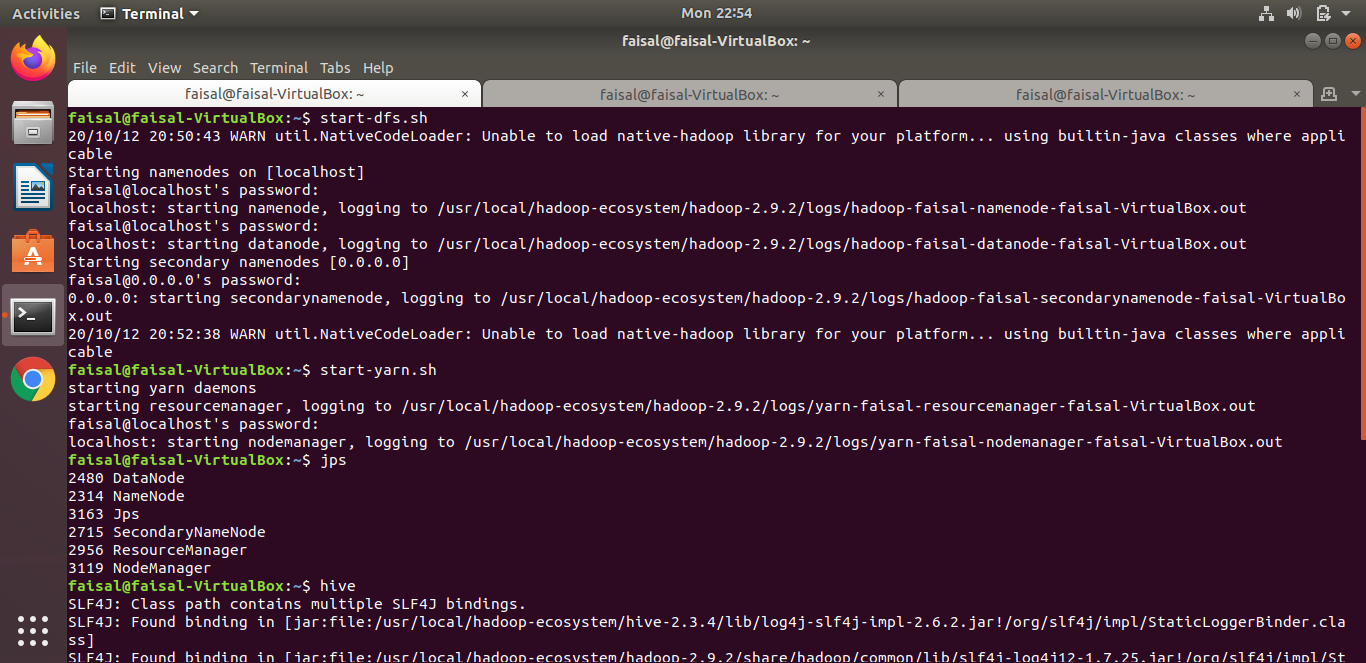 Activities Terminal Mon 22:54
faisal@faisal-VirtualBox: ~
File Edit View Search Terminal Tabs Help
faisal@faisal-VirtualBox: ~ × faisal@faisal-VirtualBox: ~ × faisal@faisal-VirtualBox: ~ ×
faisal@faisal-VirtualBox:~$ start-dfs.sh
20/10/12 20:50:43 WARN util.NativeCodeLoader: Unable to load native-hadoop library for your platform... using builtin-java classes where appli
cable
Starting namenodes on [localhost]
faisal@localhost's password:
localhost: starting namenode, logging to /usr/local/hadoop-ecosystem/hadoop-2.9.2/logs/hadoop-faisal-namenode-faisal-VirtualBox.out
faisal@localhost's password:
localhost: starting datanode, logging to /usr/local/hadoop-ecosystem/hadoop-2.9.2/logs/hadoop-faisal-datanode-faisal-VirtualBox.out
Starting secondary namenodes [0.0.0.0]
faisal@0.0.0.0's password:
0.0.0.0: starting secondarynamenode, logging to /usr/local/hadoop-ecosystem/hadoop-2.9.2/logs/hadoop-faisal-secondarynamenode-faisal-VirtualBo
x.out
20/10/12 20:52:38 WARN util.NativeCodeLoader: Unable to load native-hadoop library for your platform... using builtin-java classes where appli
cable
faisal@faisal-VirtualBox:~$ start-yarn.sh
starting yarn daemons
starting resourcemanager, logging to /usr/local/hadoop-ecosystem/hadoop-2.9.2/logs/yarn-faisal-resourcemanager-faisal-VirtualBox.out
faisal@localhost's password:
localhost: starting nodemanager, logging to /usr/local/hadoop-ecosystem/hadoop-2.9.2/logs/yarn-faisal-nodemanager-faisal-VirtualBox.out
faisal@faisal-VirtualBox:~$ jps
2480 DataNode
2314 NameNode
3163 Jps
2715 SecondaryNameNode
2956 ResourceManager
3119 NodeManager
faisal@faisal-VirtualBox:~$ hive
SLF4J: Class path contains multiple SLF4J bindings.
SLF4J: Found binding in [jar:file:/usr/local/hadoop-ecosystem/hive-2.3.4/lib/log4j-slf4j-impl-2.6.2.jar!/org/slf4j/impl/StaticLoggerBinder.cla
ss]
SLF4J: Found binding in [jar:file:/usr/local/hadoop-ecosystem/hadoop-2.9.2/share/hadoop/common/lib/slf4j-log4j12-1.7.25.jar!/org/slf4j/impl/St